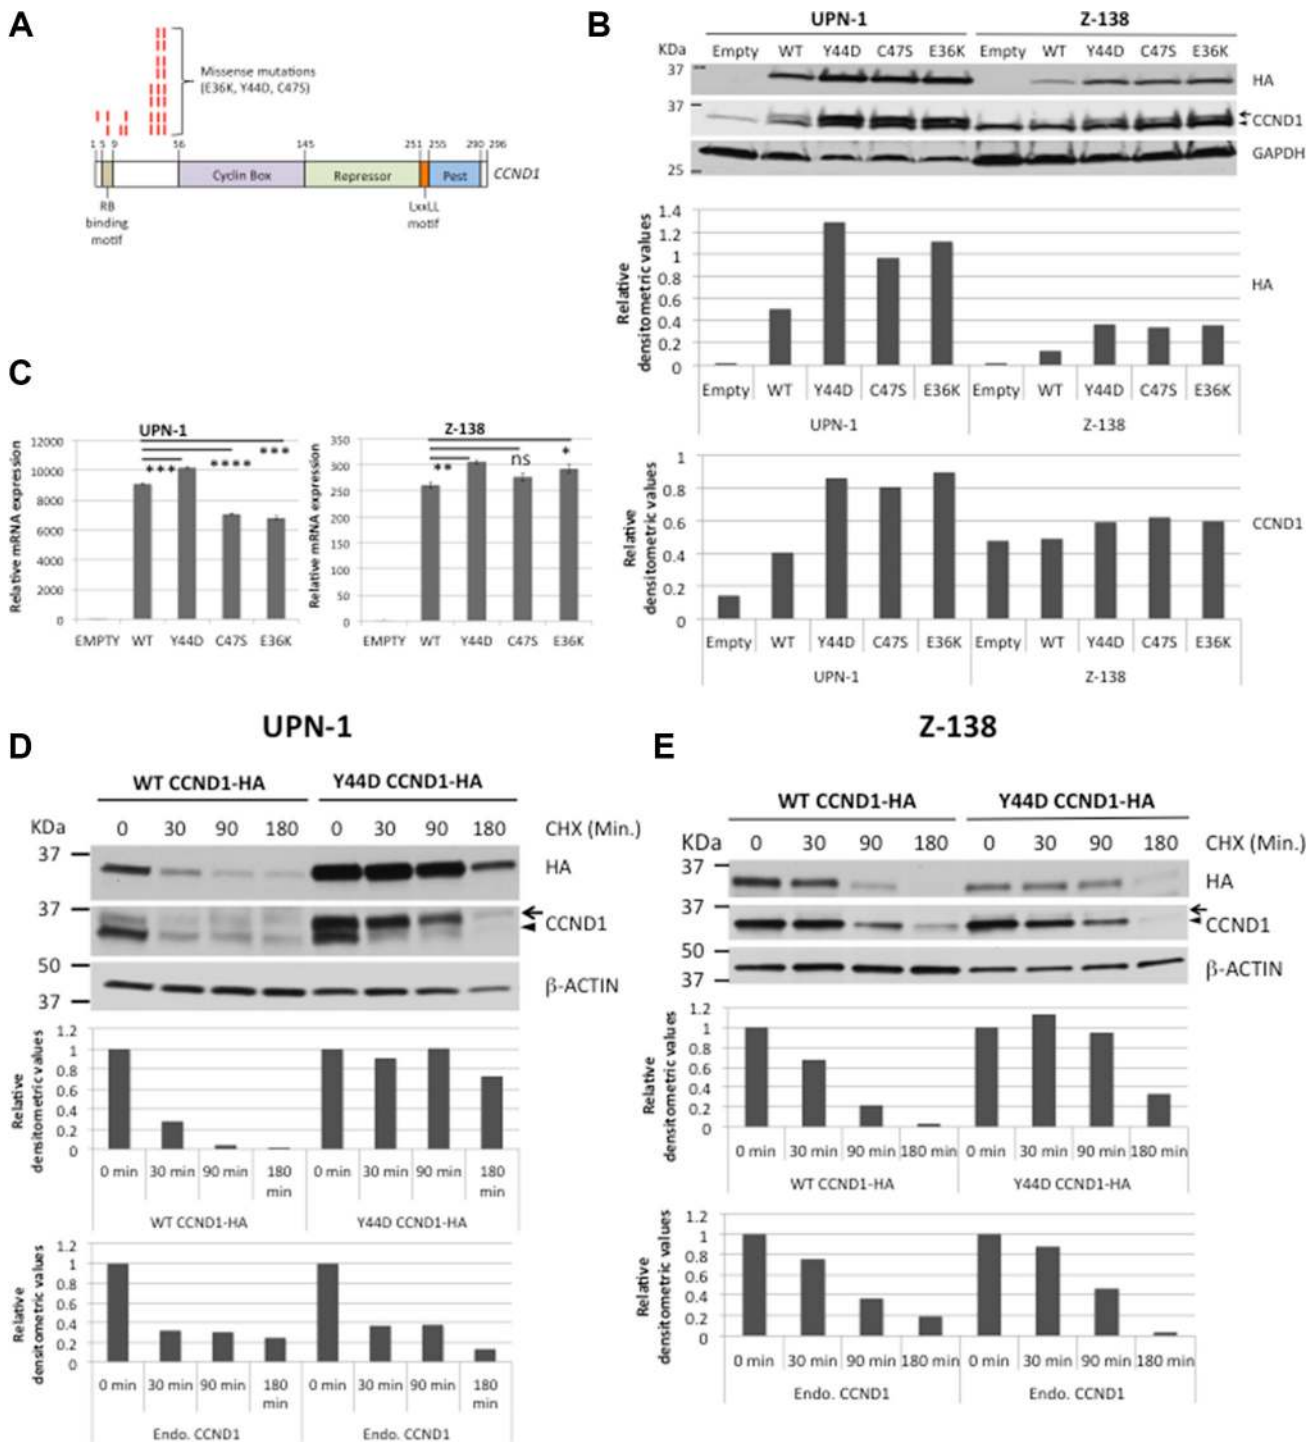 A
Missense mutations
(E36K, Y44D, C47S)
1 5 9 56 145 251 255 280 296
Cyclin Box Repressor Pest CCND1
RB
binding
motif
LxxLL
motif
B
UPN-1 Z-138
KDa Empty WT Y44D C47S E36K Empty WT Y44D C47S E36K
37 HA
37 CCND1
GAPDH
25
Relative
densitometric values
1.4
1.2
1
0.8
0.6
0.4
0.2
0
HA
Empty WT Y44D C47S E36K Empty WT Y44D C47S E36K
UPN-1 Z-138
Relative
densitometric values
1
0.8
0.6
0.4
0.2
0
CCND1
Empty WT Y44D C47S E36K Empty WT Y44D C47S E36K
UPN-1 Z-138
C
UPN-1
Relative mRNA expression
12000
10000
8000
6000
4000
2000
0
*** **** ***
EMPTY WT Y44D C47S E36K
Z-138
Relative mRNA expression
350
300
250
200
150
100
50
0
** ns *
EMPTY WT Y44D C47S E36K
D
UPN-1
WT CCND1-HA Y44D CCND1-HA
KDa 0 30 90 180 0 30 90 180 CHX (Min.)
37 HA
37 CCND1
50 β-ACTIN
37
Relative
densitometric values
1.2
1
0.8
0.6
0.4
0.2
0
0 min 30 min 90 min 180 min 0 min 30 min 90 min 180 min
WT CCND1-HA Y44D CCND1-HA
Relative
densitometric values
1.2
1
0.8
0.6
0.4
0.2
0
0 min 30 min 90 min 180 min 0 min 30 min 90 min 180 min
Endo. CCND1 Endo. CCND1
E
Z-138
WT CCND1-HA Y44D CCND1-HA
KDa 0 30 90 180 0 30 90 180 CHX (Min.)
37 HA
37 CCND1
50 β-ACTIN
37
Relative
densitometric values
1.2
1
0.8
0.6
0.4
0.2
0
0 min 30 min 90 min 180 min 0 min 30 min 90 min 180 min
WT CCND1-HA Y44D CCND1-HA
Relative
densitometric values
1.2
1
0.8
0.6
0.4
0.2
0
0 min 30 min 90 min 180 min 0 min 30 min 90 min 180 min
Endo. CCND1 Endo. CCND1